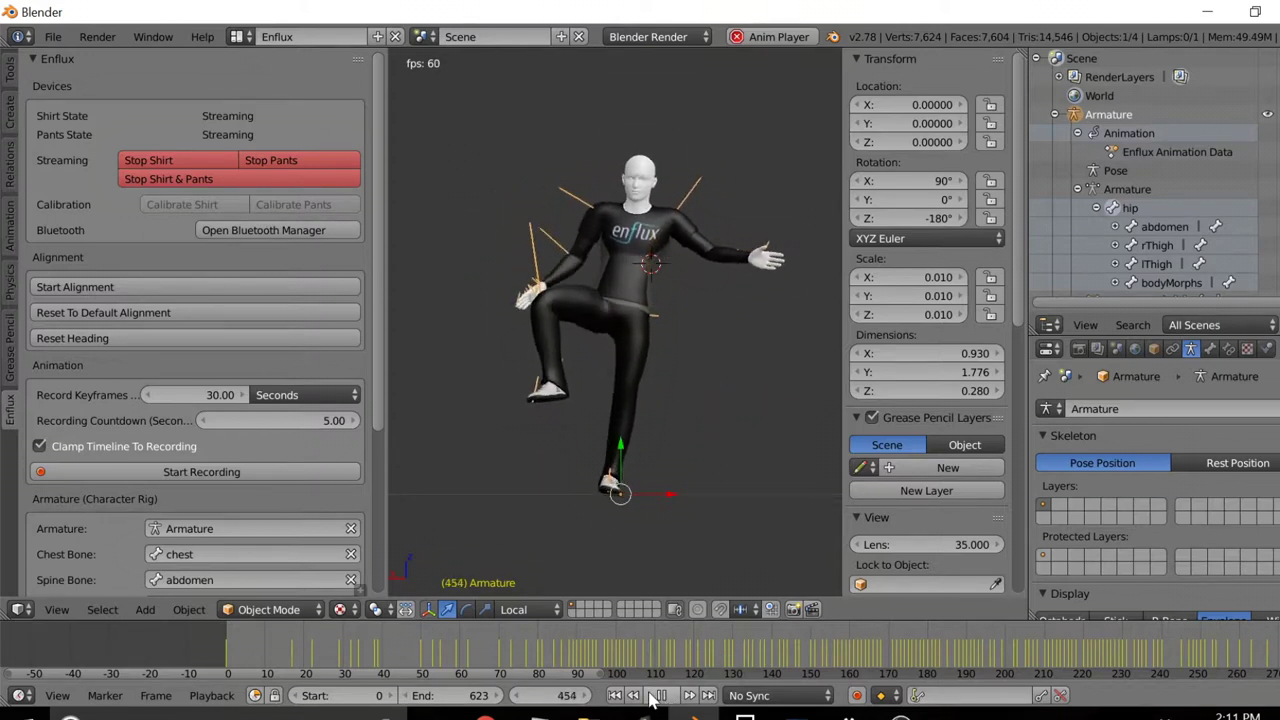 Blender
File Render Window Help Enflux Scene Blender Render Anim Player v2.78 | Verts:7,624 | Faces:7,604 | Tris:14,546 | Objects:1/4 | Lamps:0/1 | Mem:49.49M
Tools
Create
Relations
Animation
Physics
Grease Pencil
Enflux
Enflux
Devices
Shirt State Streaming
Pants State Streaming
Streaming Stop Shirt Stop Pants
Stop Shirt & Pants
Calibration Calibrate Shirt Calibrate Pants
Bluetooth Open Bluetooth Manager
Alignment
Start Alignment
Reset To Default Alignment
Reset Heading
Animation
Record Keyframes ... 30.00 Seconds
Recording Countdown (Secon... 5.00
Clamp Timeline To Recording
Start Recording
Armature (Character Rig)
Armature: Armature
Chest Bone: chest
Spine Bone: abdomen
fps: 60
enflux
(454) Armature
Transform
Location:
X: 0.00000
Y: 0.00000
Z: 0.00000
Rotation:
X: 90°
Y: 0°
Z: -180°
XYZ Euler
Scale:
X: 0.010
Y: 0.010
Z: 0.010
Dimensions:
X: 0.930
Y: 1.776
Z: 0.280
Grease Pencil Layers
Scene Object
New
New Layer
View
Lens: 35.000
Lock to Object:
Scene
RenderLayers
World
Armature
Animation
Enflux Animation Data
Pose
Armature
hip
abdomen
rThigh
lThigh
bodyMorphs
View Search All Scenes
Armature Armature
Armature
Skeleton
Pose Position Rest Position
Layers:
Protected Layers:
Display
View Select Add Object Object Mode Local
-50 -40 -30 -20 -10 0 10 20 30 40 50 60 70 80 90 100 110 120 130 140 150 160 170 180 190 200 210 220 230 240 250 260 27
View Marker Frame Playback Start: 0 End: 623 454 No Sync
2:11 PM